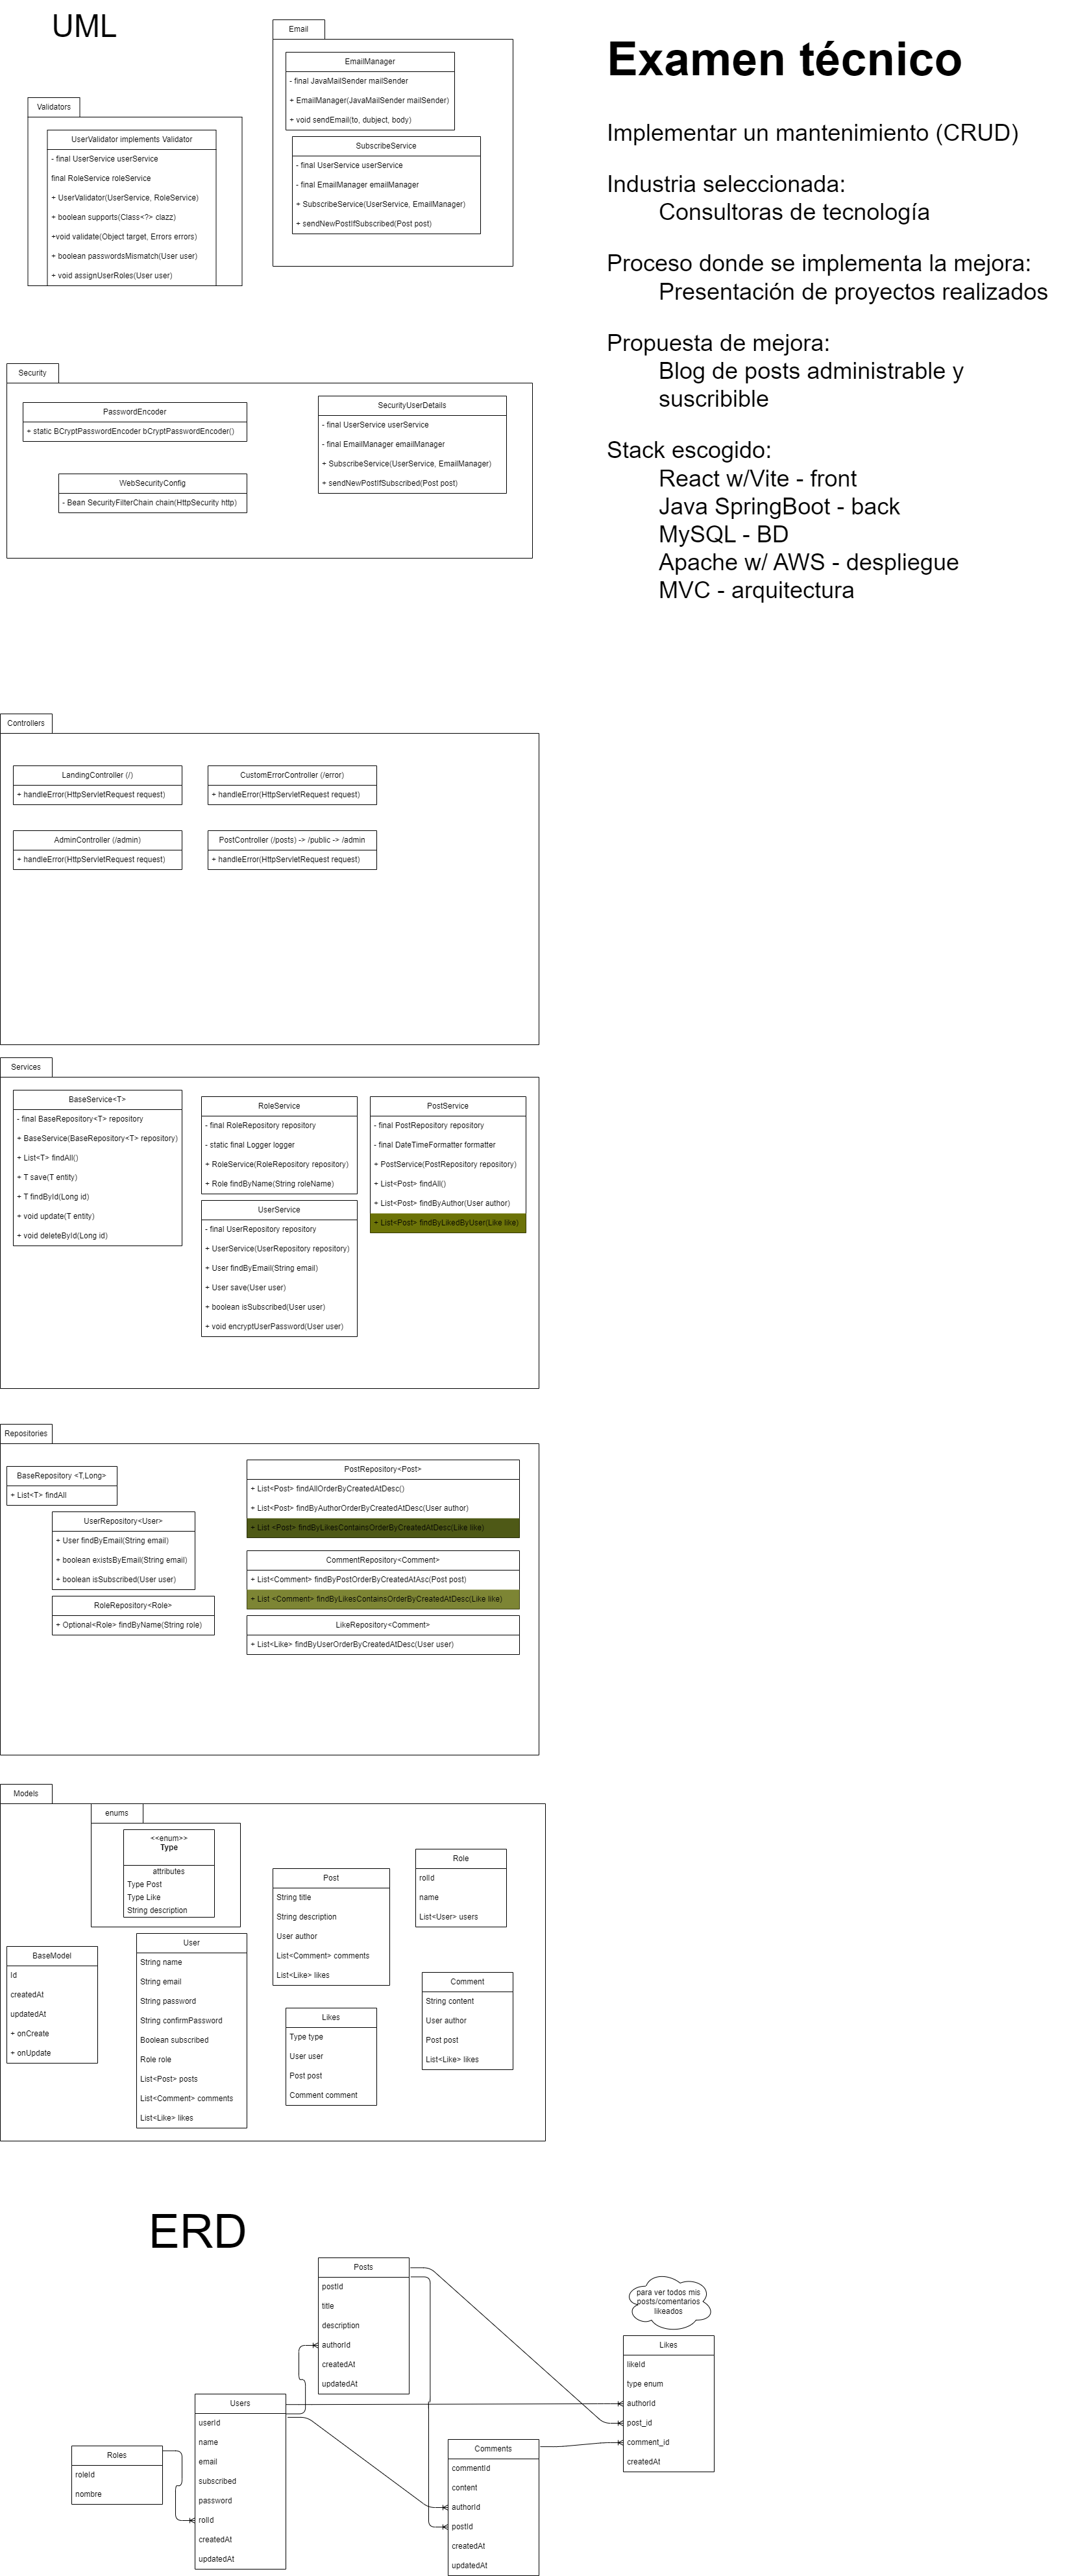 UML
Examen técnico
Implementar un mantenimiento (CRUD)
Industria seleccionada:
Consultoras de tecnología
Proceso donde se implementa la mejora:
Presentación de proyectos realizados
Propuesta de mejora:
Blog de posts administrable y
suscribible
Stack escogido:
React w/Vite - front
Java SpringBoot - back
MySQL - BD
Apache w/ AWS - despliegue
MVC - arquitectura
Validators
UserValidator implements Validator
- final UserService userService
final RoleService roleService
+ UserValidator(UserService, RoleService)
+ boolean supports(Class<?> clazz)
+void validate(Object target, Errors errors)
+ boolean passwordsMismatch(User user)
+ void assignUserRoles(User user)
Email
EmailManager
- final JavaMailSender mailSender
+ EmailManager(JavaMailSender mailSender)
+ void sendEmail(to, dubject, body)
SubscribeService
- final UserService userService
- final EmailManager emailManager
+ SubscribeService(UserService, EmailManager)
+ sendNewPostIfSubscribed(Post post)
Security
PasswordEncoder
+ static BCryptPasswordEncoder bCryptPasswordEncoder()
WebSecurityConfig
- Bean SecurityFilterChain chain(HttpSecurity http)
SecurityUserDetails
- final UserService userService
- final EmailManager emailManager
+ SubscribeService(UserService, EmailManager)
+ sendNewPostIfSubscribed(Post post)
Controllers
LandingController (/)
+ handleError(HttpServletRequest request)
CustomErrorController (/error)
+ handleError(HttpServletRequest request)
AdminController (/admin)
+ handleError(HttpServletRequest request)
PostController (/posts) -> /public -> /admin
+ handleError(HttpServletRequest request)
Services
BaseService<T>
- final BaseRepository<T> repository
+ BaseService(BaseRepository<T> repository)
+ List<T> findAll()
+ T save(T entity)
+ T findById(Long id)
+ void update(T entity)
+ void deleteById(Long id)
RoleService
- final RoleRepository repository
- static final Logger logger
+ RoleService(RoleRepository repository)
+ Role findByName(String roleName)
UserService
- final UserRepository repository
+ UserService(UserRepository repository)
+ User findByEmail(String email)
+ User save(User user)
+ boolean isSubscribed(User user)
+ void encryptUserPassword(User user)
PostService
- final PostRepository repository
- final DateTimeFormatter formatter
+ PostService(PostRepository repository)
+ List<Post> findAll()
+ List<Post> findByAuthor(User author)
+ List<Post> findByLikedByUser(Like like)
Repositories
BaseRepository <T,Long>
+ List<T> findAll
UserRepository<User>
+ User findByEmail(String email)
+ boolean existsByEmail(String email)
+ boolean isSubscribed(User user)
RoleRepository<Role>
+ Optional<Role> findByName(String role)
PostRepository<Post>
+ List<Post> findAllOrderByCreatedAtDesc()
+ List<Post> findByAuthorOrderByCreatedAtDesc(User author)
+ List <Post> findByLikesContainsOrderByCreatedAtDesc(Like like)
CommentRepository<Comment>
+ List<Comment> findByPostOrderByCreatedAtAsc(Post post)
+ List <Comment> findByLikesContainsOrderByCreatedAtDesc(Like like)
LikeRepository<Comment>
+ List<Like> findByUserOrderByCreatedAtDesc(User user)
Models
enums
<<enum>>
Type
attributes
Type Post
Type Like
String description
BaseModel
Id
createdAt
updatedAt
+ onCreate
+ onUpdate
User
String name
String email
String password
String confirmPassword
Boolean subscribed
Role role
List<Post> posts
List<Comment> comments
List<Like> likes
Post
String title
String description
User author
List<Comment> comments
List<Like> likes
Likes
Type type
User user
Post post
Comment comment
Role
rolId
name
List<User> users
Comment
String content
User author
Post post
List<Like> likes
ERD
Roles
roleId
nombre
Users
userId
name
email
subscribed
password
rolId
createdAt
updatedAt
Posts
postId
title
description
authorId
createdAt
updatedAt
Comments
commentId
content
authorId
postId
createdAt
updatedAt
para ver todos mis
posts/comentarios
likeados
Likes
likeId
type enum
authorId
post_id
comment_id
createdAt